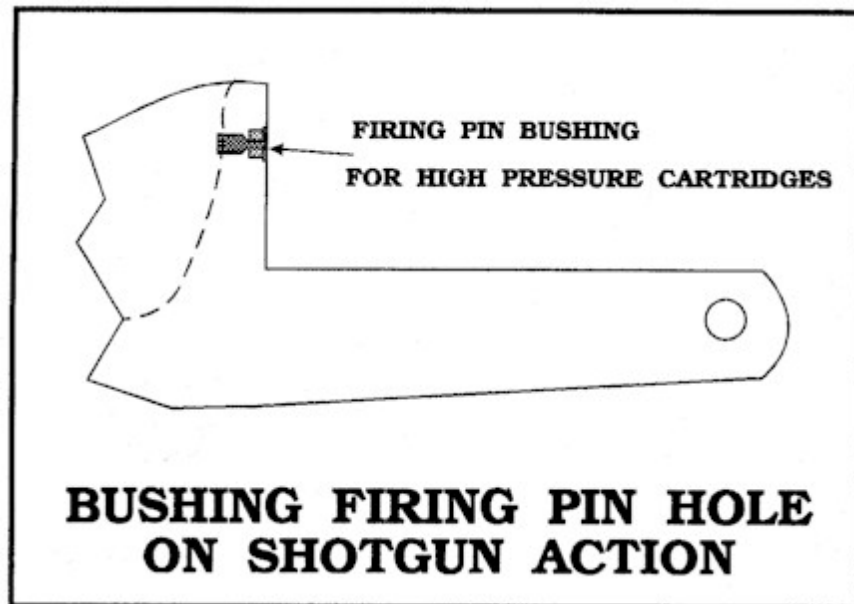 FIRING PIN BUSHING
FOR HIGH PRESSURE CARTRIDGES
BUSHING FIRING PIN HOLE
ON SHOTGUN ACTION